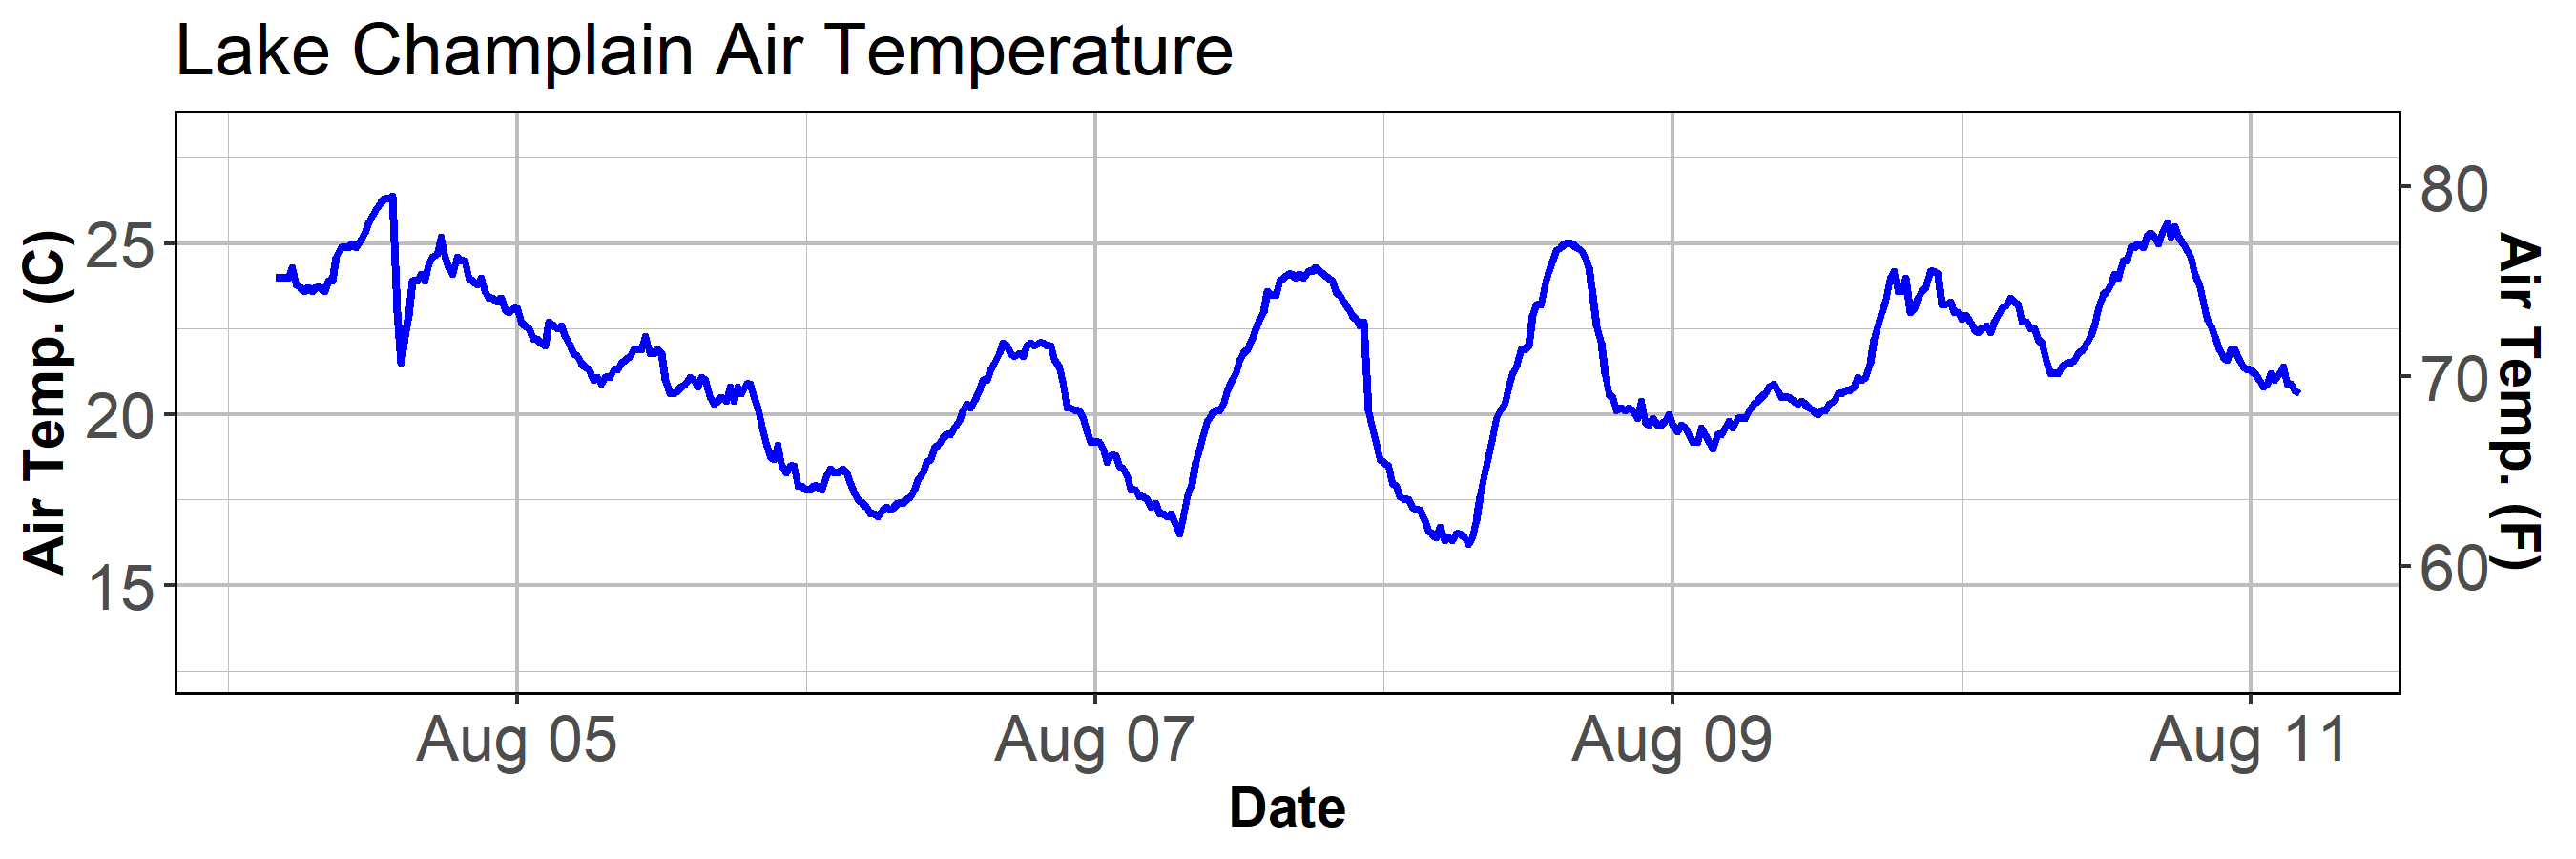 Lake Champlain Air Temperature
Air Temp. (C)
25
20
15
80
70
60
Air Temp. (F)
Aug 05
Aug 07
Aug 09
Aug 11
Date